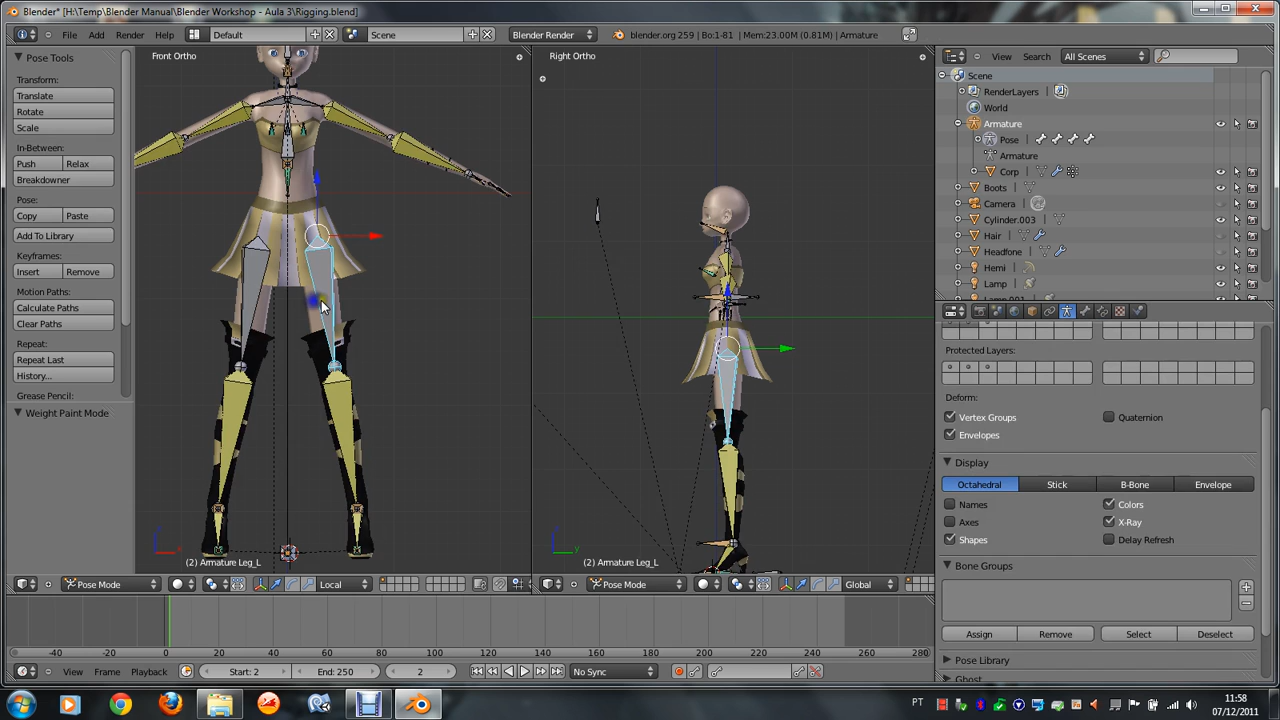 Blender* [H:\Temp\Blender Manual\Blender Workshop - Aula 3\Rigging.blend]
File Add Render Help Default Scene Blender Render blender.org 259 | Bo:1-81 | Mem:23.00M (0.81M) | Armature
Pose Tools
Transform:
Translate
Rotate
Scale
In-Between:
Push Relax
Breakdowner
Pose:
Copy Paste
Add To Library
Keyframes:
Insert Remove
Motion Paths:
Calculate Paths
Clear Paths
Repeat:
Repeat Last
History...
Grease Pencil:
Weight Paint Mode
Front Ortho
(2) Armature Leg_L
Pose Mode Local
Right Ortho
(2) Armature Leg_L
Pose Mode Global
View Search All Scenes
Scene
RenderLayers
World
Armature
Pose
Armature
Corp
Boots
Camera
Cylinder.003
Hair
Headfone
Hemi
Lamp
Lamp.001
Protected Layers:
Deform:
Vertex Groups Quaternion
Envelopes
Display
Octahedral Stick B-Bone Envelope
Names Colors
Axes X-Ray
Shapes Delay Refresh
Bone Groups
Assign Remove Select Deselect
Pose Library
Ghost
-40 -20 0 20 40 60 80 100 120 140 160 180 200 220 240 260 280
View Frame Playback Start: 2 End: 250 2 No Sync
PT
11:58
07/12/2011